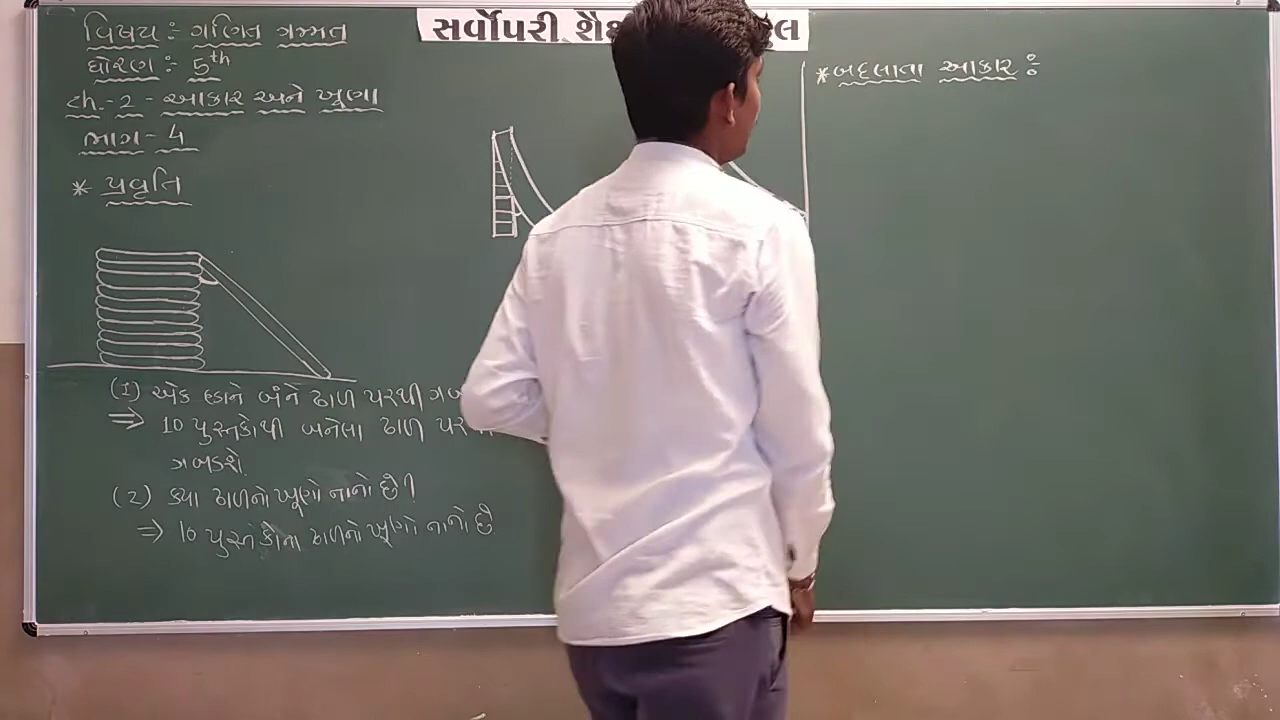 સર્વોપરી શૈક્ષ
વિષય :- ગણિત ગમ્મત
ધોરણ :- 5th
ch.-2 - આકાર અને ખૂણા
ભાગ - 4
* પ્રવૃતિ
(1) એક દડાને બંને ઢાળ પરથી ગબ
⇒ 10 પુસ્તકોથી બનેલા ઢાળ પર
ગબડશે.
(2) કયા ઢાળનો ખૂણો નાનો છે?
⇒ 10 પુસ્તકોના ઢાળનો ખૂણો નાનો છે
* બદલાતા આકાર :-